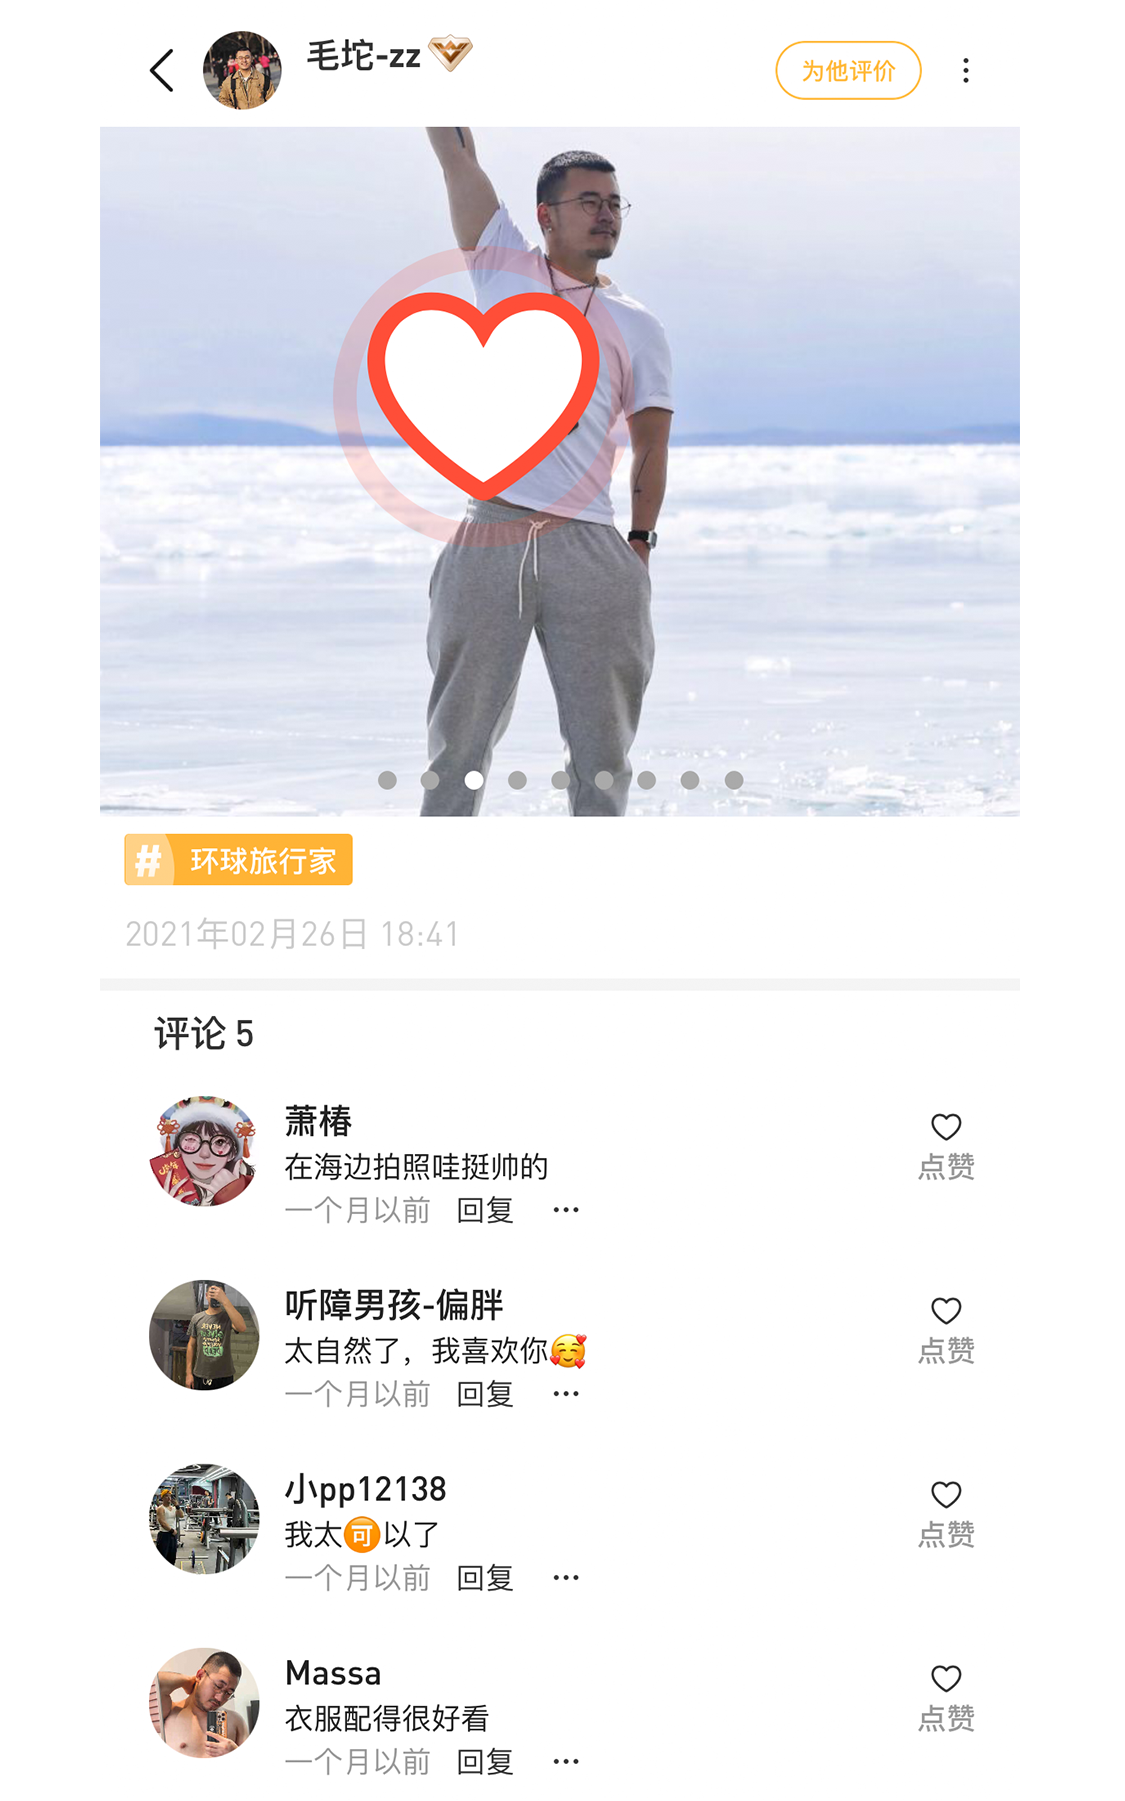 毛坨-zz
为他评价
# 环球旅行家
2021年02月26日 18:41
评论 5
萧椿
在海边拍照哇挺帅的
点赞
一个月以前 回复 ···
听障男孩-偏胖
太自然了，我喜欢你🥰
点赞
一个月以前 回复 ···
小pp12138
我太🉑以了
点赞
一个月以前 回复 ···
Massa
衣服配得很好看
点赞
一个月以前 回复 ···